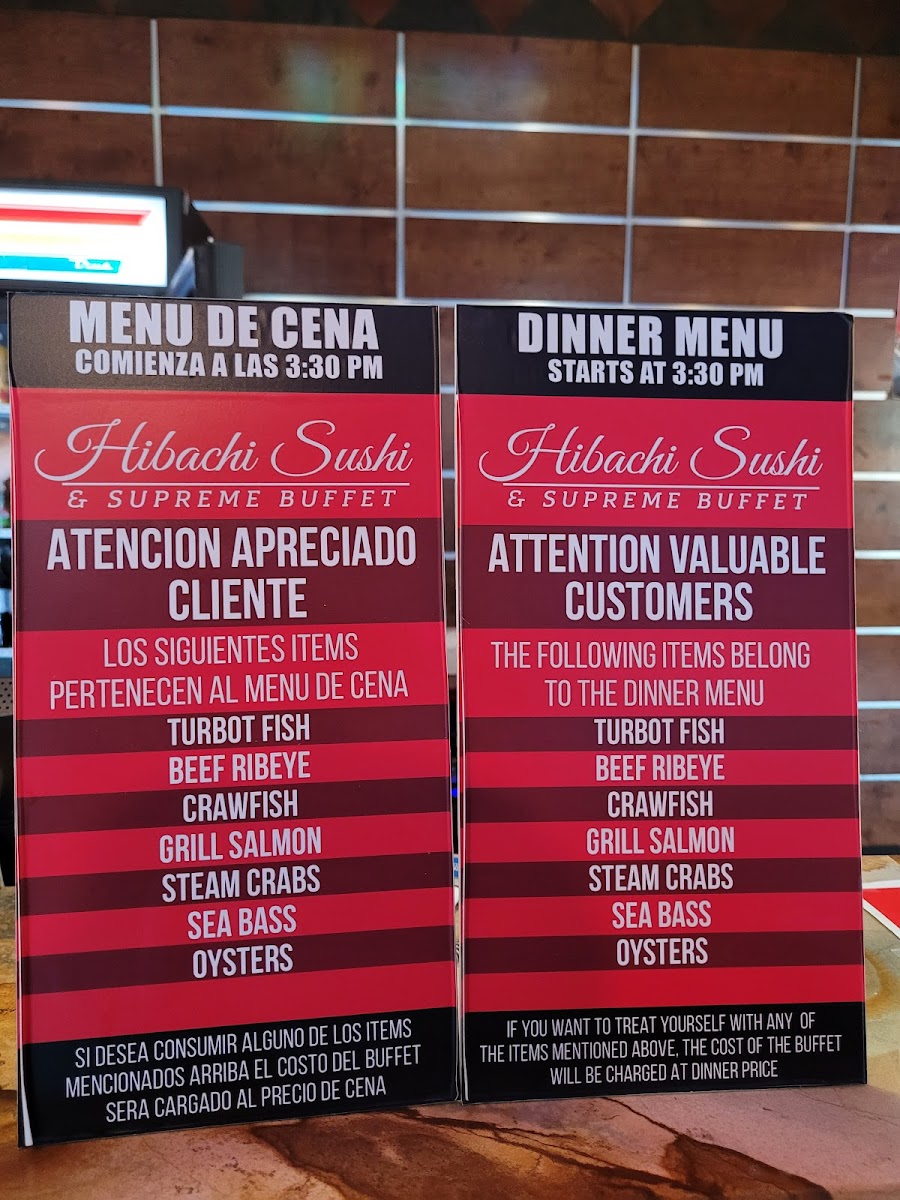 MENU DE CENA
COMIENZA A LAS 3:30 PM
Hibachi Sushi
& SUPREME BUFFET
ATENCION APRECIADO
CLIENTE
LOS SIGUIENTES ITEMS
PERTENECEN AL MENU DE CENA
TURBOT FISH
BEEF RIBEYE
CRAWFISH
GRILL SALMON
STEAM CRABS
SEA BASS
OYSTERS
SI DESEA CONSUMIR ALGUNO DE LOS ITEMS
MENCIONADOS ARRIBA EL COSTO DEL BUFFET
SERA CARGADO AL PRECIO DE CENA
DINNER MENU
STARTS AT 3:30 PM
Hibachi Sushi
& SUPREME BUFFET
ATTENTION VALUABLE
CUSTOMERS
THE FOLLOWING ITEMS BELONG
TO THE DINNER MENU
TURBOT FISH
BEEF RIBEYE
CRAWFISH
GRILL SALMON
STEAM CRABS
SEA BASS
OYSTERS
IF YOU WANT TO TREAT YOURSELF WITH ANY OF
THE ITEMS MENTIONED ABOVE, THE COST OF THE BUFFET
WILL BE CHARGED AT DINNER PRICE